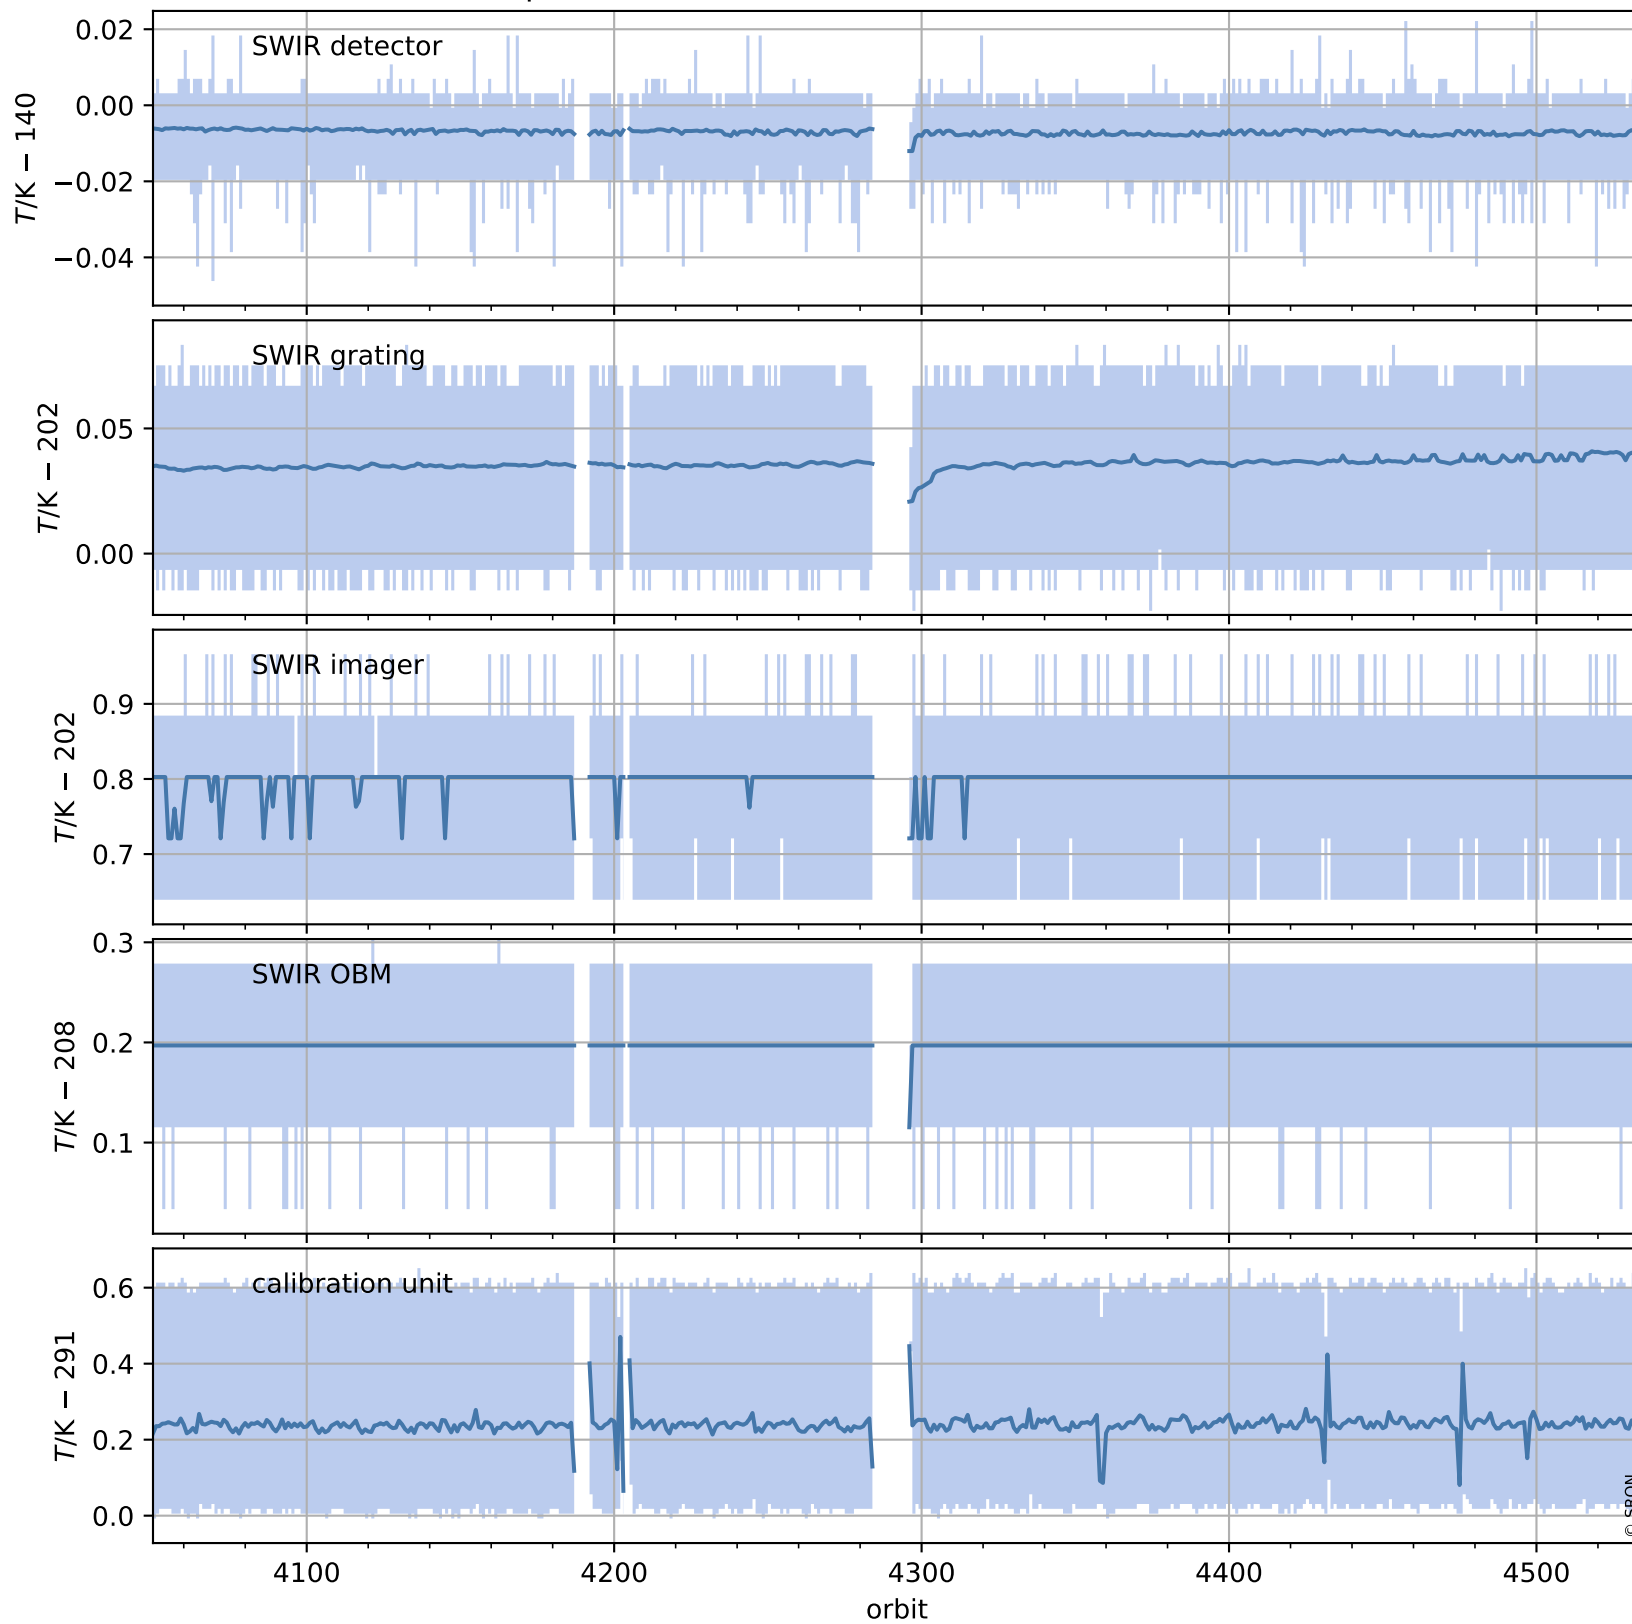 SWIR detector
0.02
0.00
−0.02
−0.04
T/K − 140
SWIR grating
0.05
0.00
T/K − 202
SWIR imager
0.9
0.8
0.7
T/K − 202
SWIR OBM
0.3
0.2
0.1
T/K − 208
calibration unit
0.6
0.4
0.2
0.0
T/K − 291
4100 4200 4300 4400 4500
orbit
© SRON